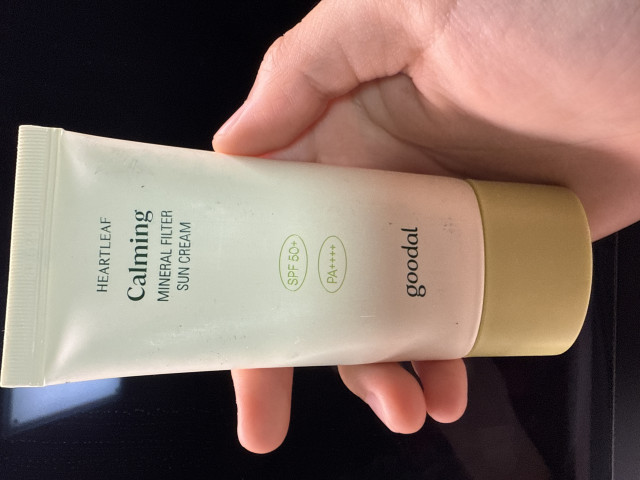 HEARTLEAF
Calming
MINERAL FILTER
SUN CREAM
SPF 50+
PA++++
goodal